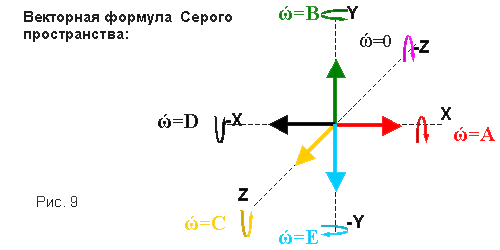 Векторная формула Серого
пространства:
ώ=B
Y
ώ=0
-Z
ώ=D
-X
X
ώ=A
Z
Рис. 9
ώ=C
-Y
ώ=E